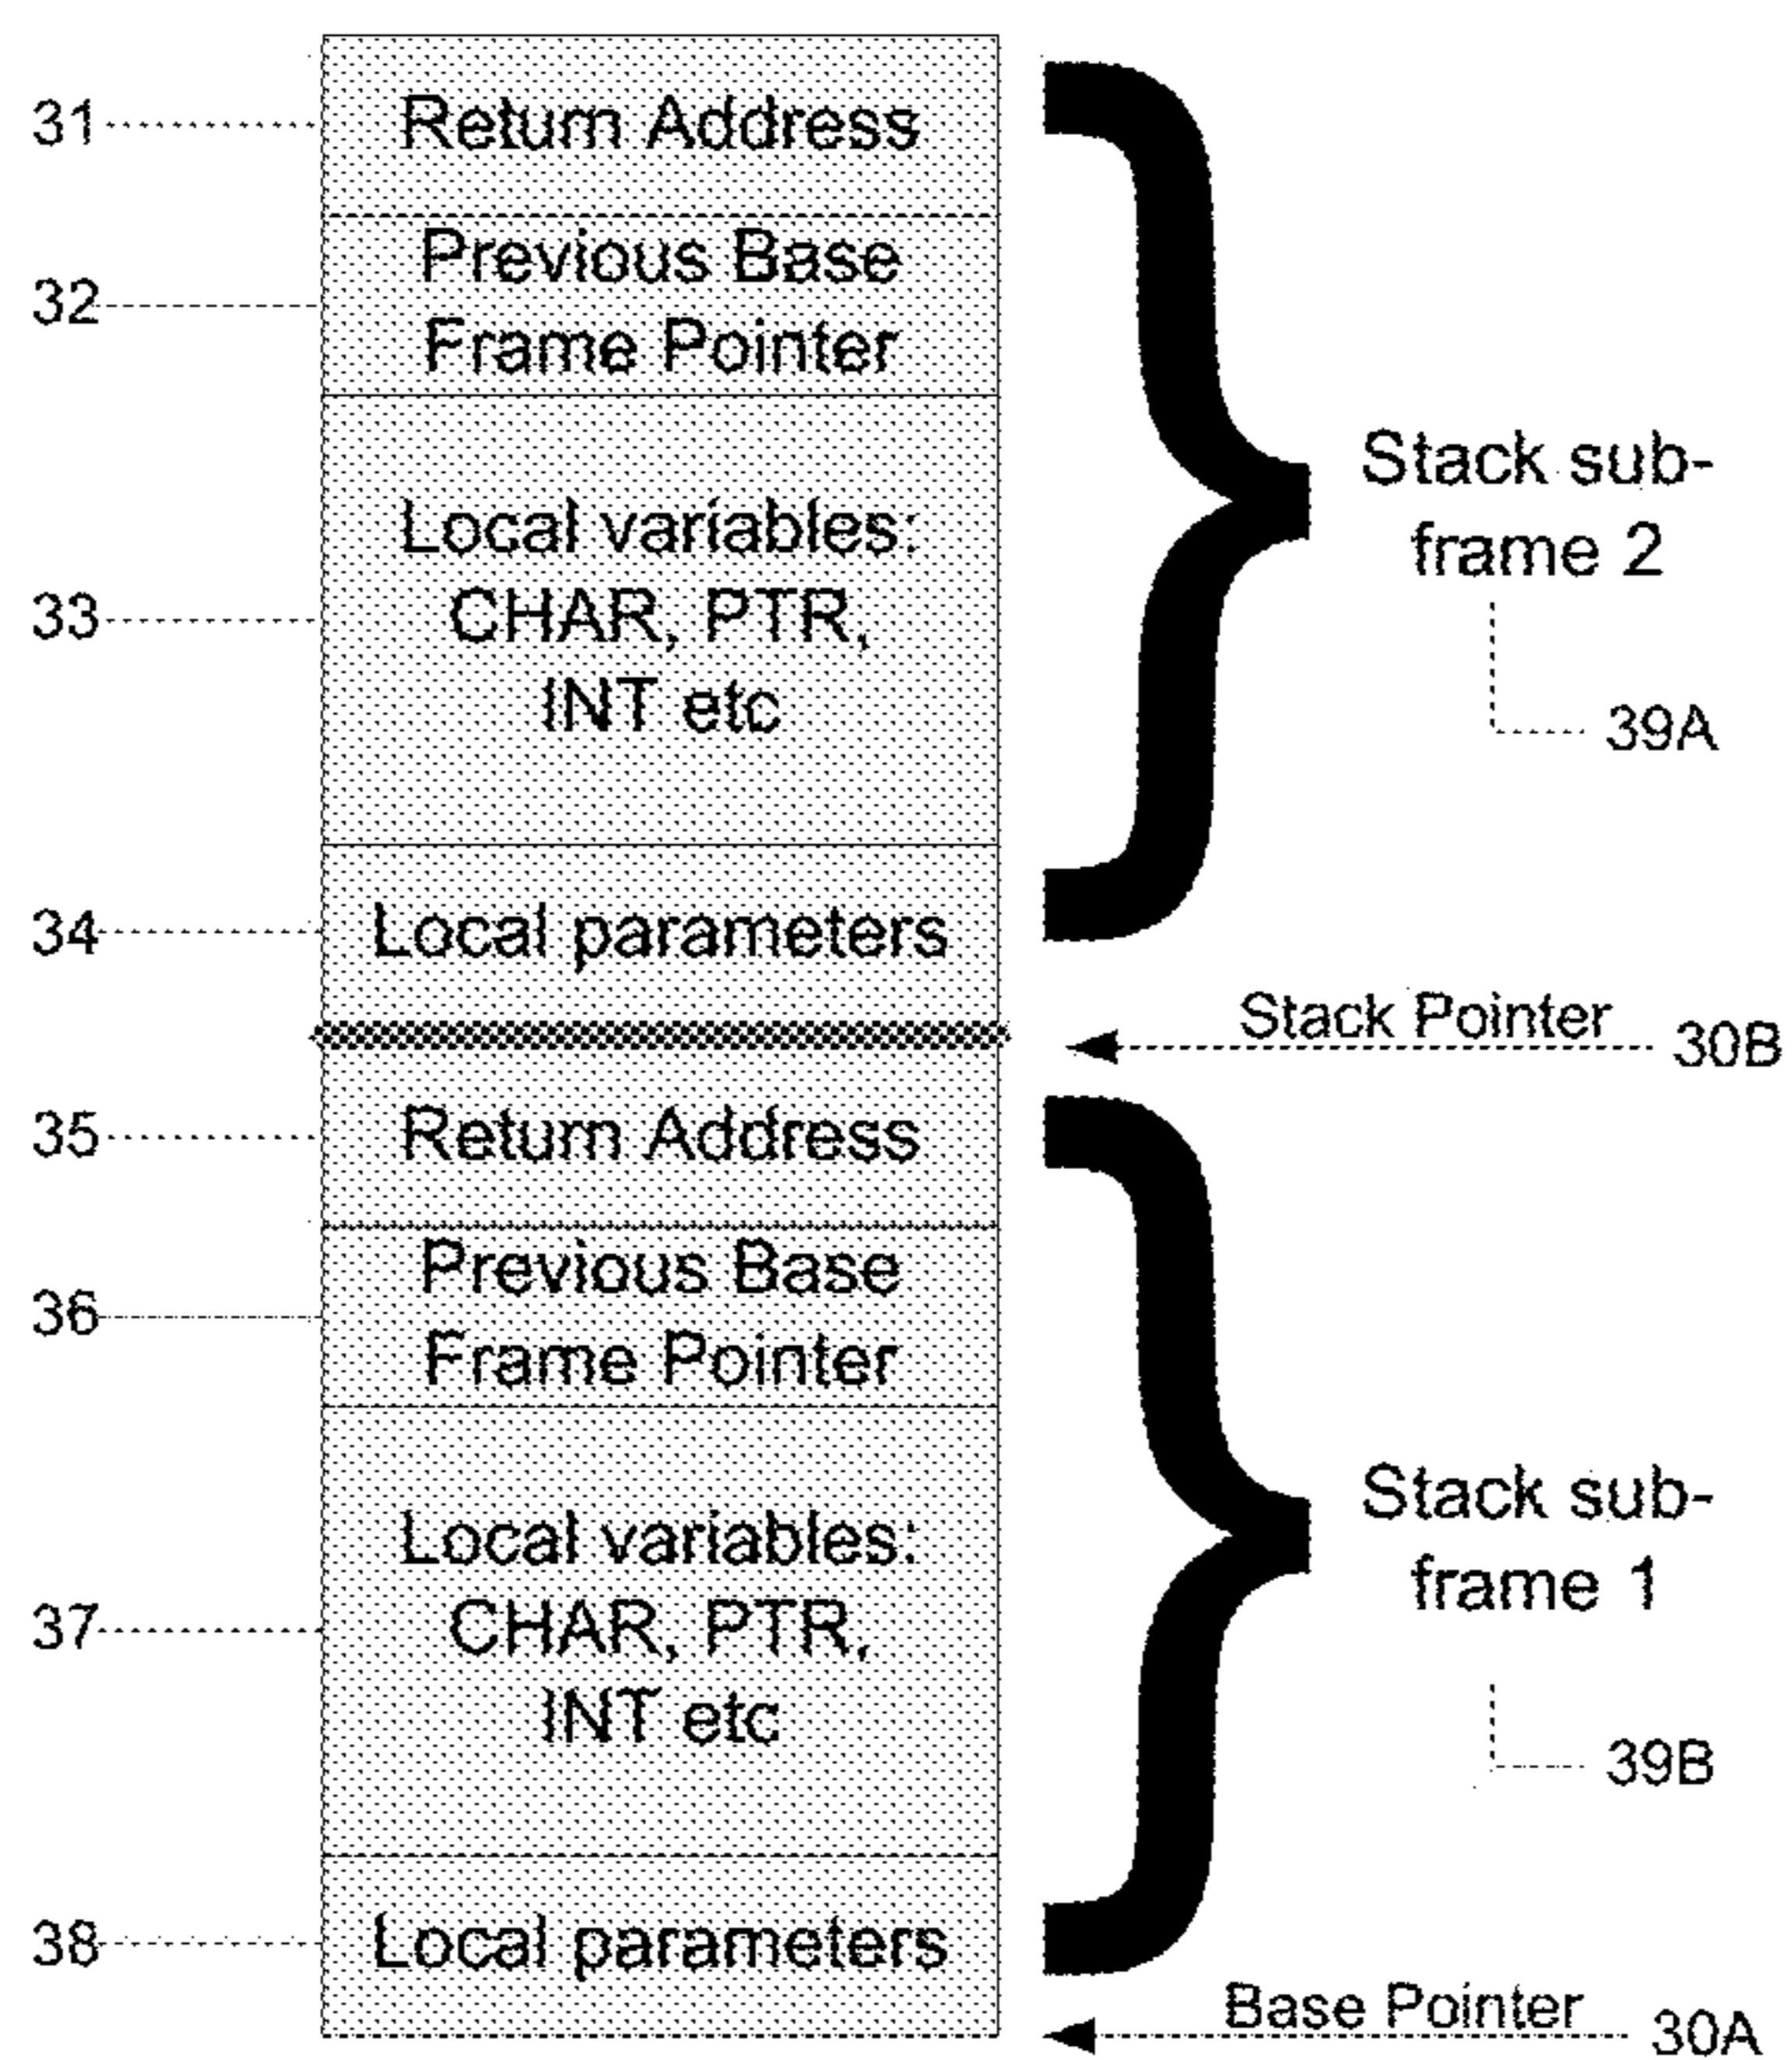 31
Return Address
32
Previous Base
Frame Pointer
33
Local variables:
CHAR, PTR,
INT etc
Stack sub-
frame 2
39A
34
Local parameters
Stack Pointer
30B
35
Return Address
36
Previous Base
Frame Pointer
37
Local variables:
CHAR, PTR,
INT etc
Stack sub-
frame 1
39B
38
Local parameters
Base Pointer
30A